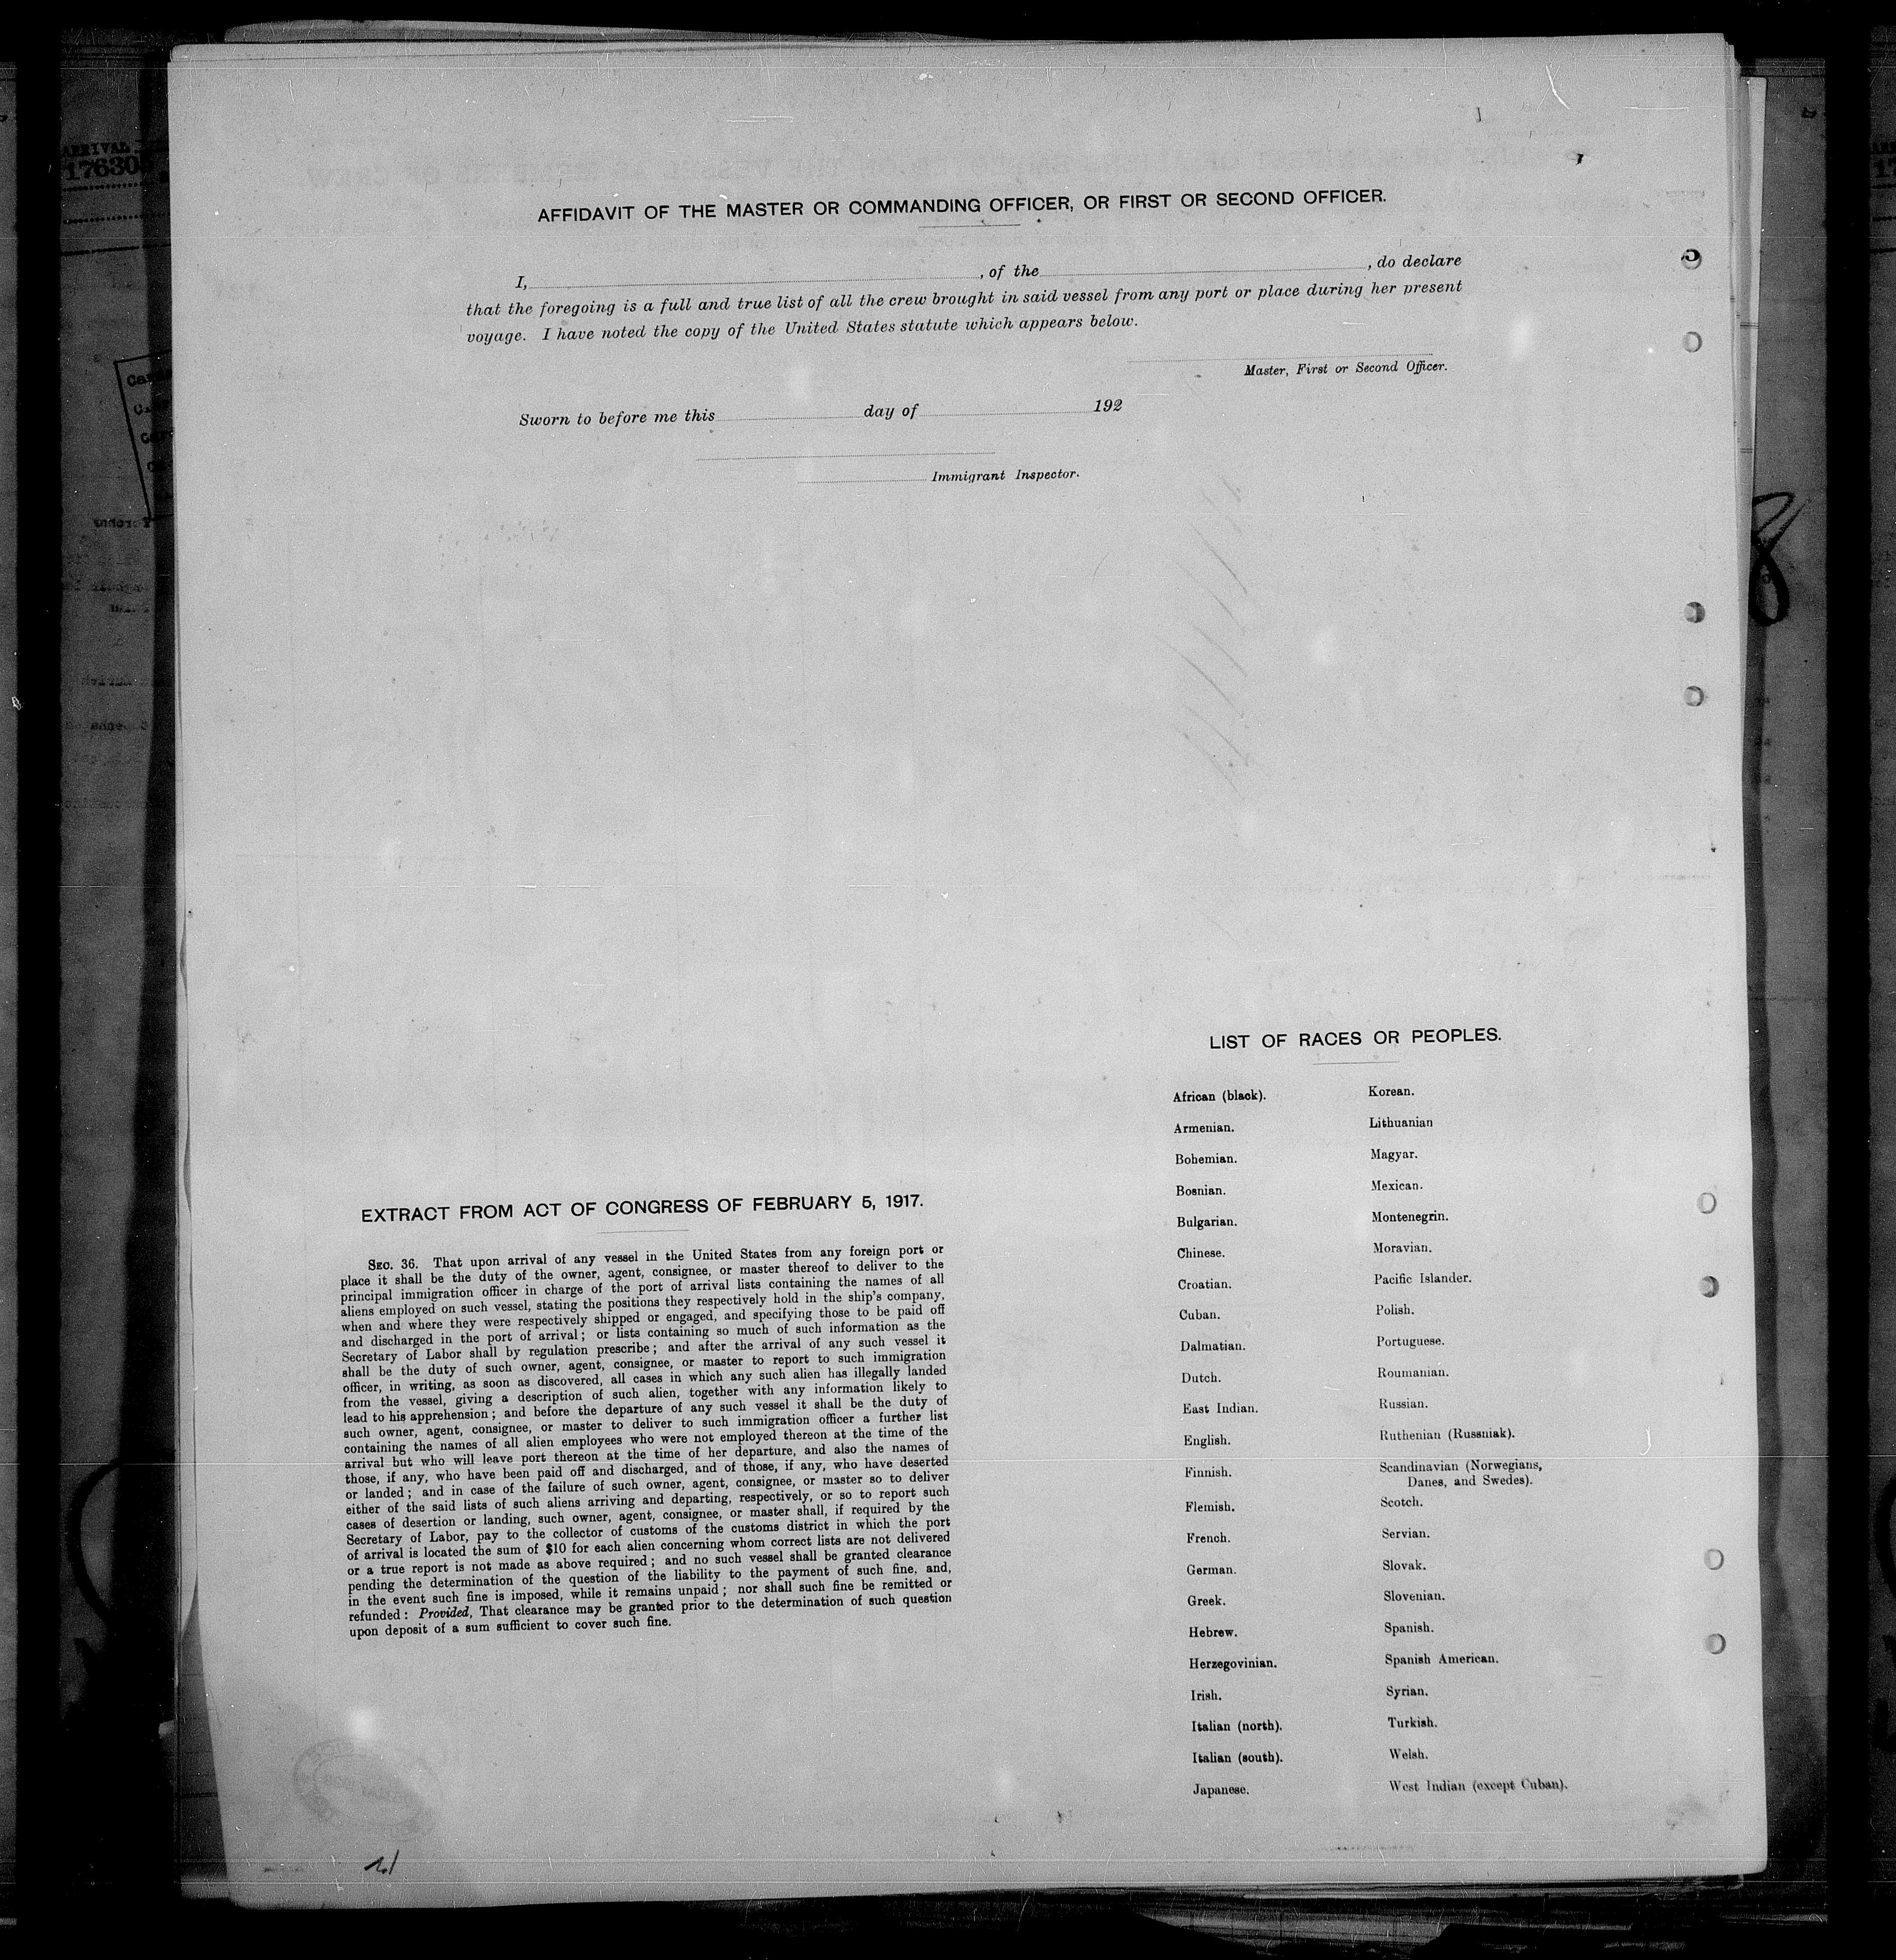 ARRIVAL
17630
AFFIDAVIT OF THE MASTER OR COMMANDING OFFICER, OR FIRST OR SECOND OFFICER.
I, , of the , do declare
that the foregoing is a full and true list of all the crew brought in said vessel from any port or place during her present
voyage. I have noted the copy of the United States statute which appears below.
Master, First or Second Officer.
Sworn to before me this day of 192
Immigrant Inspector.
8
EXTRACT FROM ACT OF CONGRESS OF FEBRUARY 5, 1917.
SEC. 36. That upon arrival of any vessel in the United States from any foreign port or
place it shall be the duty of the owner, agent, consignee, or master thereof to deliver to the
principal immigration officer in charge of the port of arrival lists containing the names of all
aliens employed on such vessel, stating the positions they respectively hold in the ship's company,
when and where they were respectively shipped or engaged, and specifying those to be paid off
and discharged in the port of arrival; or lists containing so much of such information as the
Secretary of Labor shall by regulation prescribe; and after the arrival of any such vessel it
shall be the duty of such owner, agent, consignee, or master to report to such immigration
officer, in writing, as soon as discovered, all cases in which any such alien has illegally landed
from the vessel, giving a description of such alien, together with any information likely to
lead to his apprehension; and before the departure of any such vessel it shall be the duty of
such owner, agent, consignee, or master to deliver to such immigration officer a further list
containing the names of all alien employees who were not employed thereon at the time of the
arrival but who will leave port thereon at the time of her departure, and also the names of
those, if any, who have been paid off and discharged, and of those, if any, who have deserted
or landed; and in case of the failure of such owner, agent, consignee, or master so to deliver
either of the said lists of such aliens arriving and departing, respectively, or so to report such
cases of desertion or landing, such owner, agent, consignee, or master shall, if required by the
Secretary of Labor, pay to the collector of customs of the customs district in which the port
of arrival is located the sum of $10 for each alien concerning whom correct lists are not delivered
or a true report is not made as above required; and no such vessel shall be granted clearance
pending the determination of the question of the liability to the payment of such fine, and,
in the event such fine is imposed, while it remains unpaid; nor shall such fine be remitted or
refunded: Provided, That clearance may be granted prior to the determination of such question
upon deposit of a sum sufficient to cover such fine.
LIST OF RACES OR PEOPLES.
African (black).
Armenian.
Bohemian.
Bosnian.
Bulgarian.
Chinese.
Croatian.
Cuban.
Dalmatian.
Dutch.
East Indian.
English.
Finnish.
Flemish.
French.
German.
Greek.
Hebrew.
Herzegovinian.
Irish.
Italian (north).
Italian (south).
Japanese.
Korean.
Lithuanian
Magyar.
Mexican.
Montenegrin.
Moravian.
Pacific Islander.
Polish.
Portuguese.
Roumanian.
Russian.
Ruthenian (Russniak).
Scandinavian (Norwegians,
Danes, and Swedes).
Scotch.
Servian.
Slovak.
Slovenian.
Spanish.
Spanish American.
Syrian.
Turkish.
Welsh.
West Indian (except Cuban).